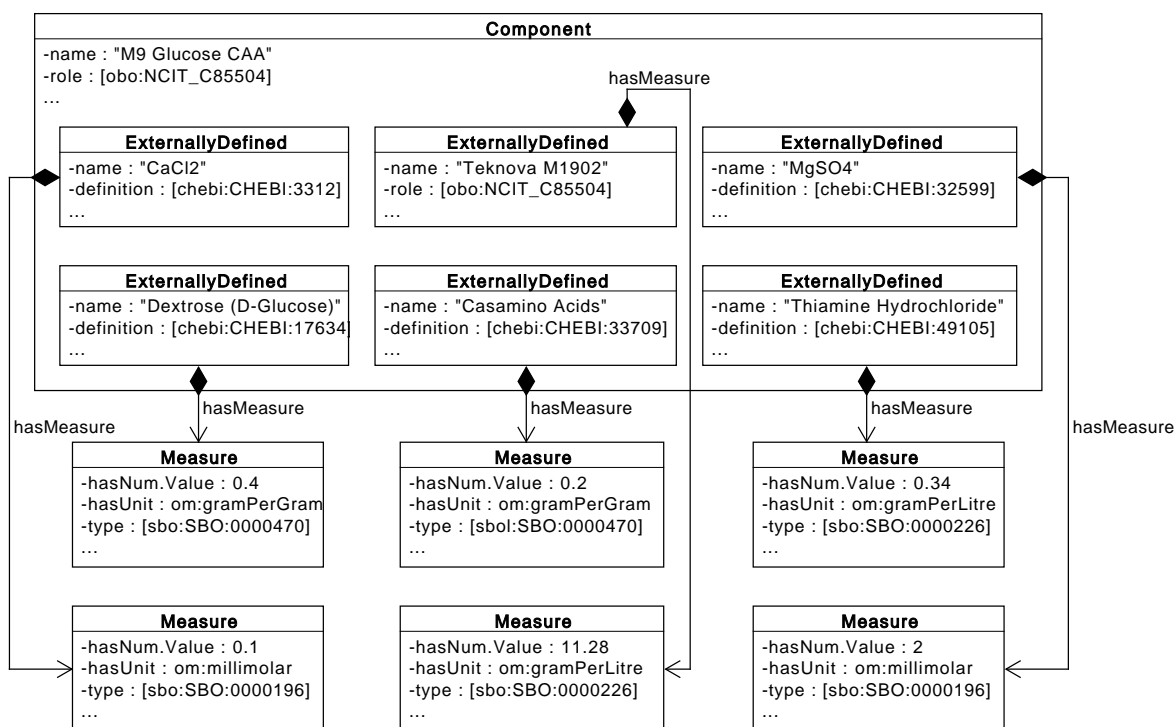 Component
-name : "M9 Glucose CAA"
-role : [obo:NCIT_C85504]
...
hasMeasure
ExternallyDefined
-name : "CaCl2"
-definition : [chebi:CHEBI:3312]
...
ExternallyDefined
-name : "Teknova M1902"
-role : [obo:NCIT_C85504]
...
ExternallyDefined
-name : "MgSO4"
-definition : [chebi:CHEBI:32599]
...
ExternallyDefined
-name : "Dextrose (D-Glucose)"
-definition : [chebi:CHEBI:17634]
...
ExternallyDefined
-name : "Casamino Acids"
-definition : [chebi:CHEBI:33709]
...
ExternallyDefined
-name : "Thiamine Hydrochloride"
-definition : [chebi:CHEBI:49105]
...
hasMeasure
hasMeasure
hasMeasure
hasMeasure
hasMeasure
Measure
-hasNum.Value : 0.4
-hasUnit : om:gramPerGram
-type : [sbo:SBO:0000470]
...
Measure
-hasNum.Value : 0.2
-hasUnit : om:gramPerGram
-type : [sbol:SBO:0000470]
...
Measure
-hasNum.Value : 0.34
-hasUnit : om:gramPerLitre
-type : [sbo:SBO:0000226]
...
Measure
-hasNum.Value : 0.1
-hasUnit : om:millimolar
-type : [sbo:SBO:0000196]
...
Measure
-hasNum.Value : 11.28
-hasUnit : om:gramPerLitre
-type : [sbo:SBO:0000226]
...
Measure
-hasNum.Value : 2
-hasUnit : om:millimolar
-type : [sbo:SBO:0000196]
...